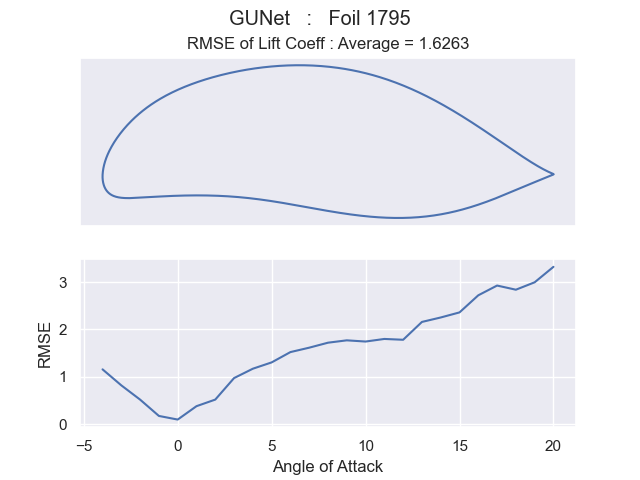 GUNet : Foil 1795
RMSE of Lift Coeff : Average = 1.6263
3
2
1
0
RMSE
−5 0 5 10 15 20
Angle of Attack